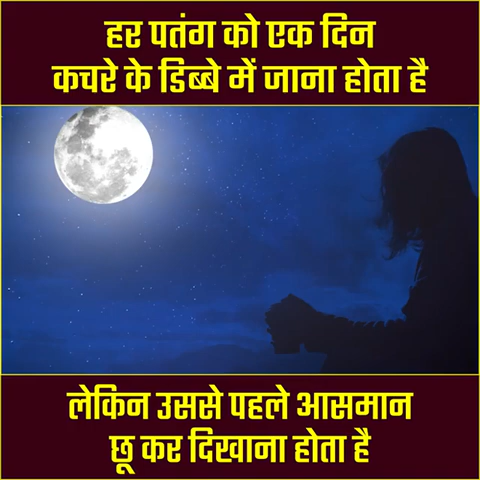 हर पतंग को एक दिन
कचरे के डिब्बे में जाना होता है
लेकिन उससे पहले आसमान
छू कर दिखाना होता है